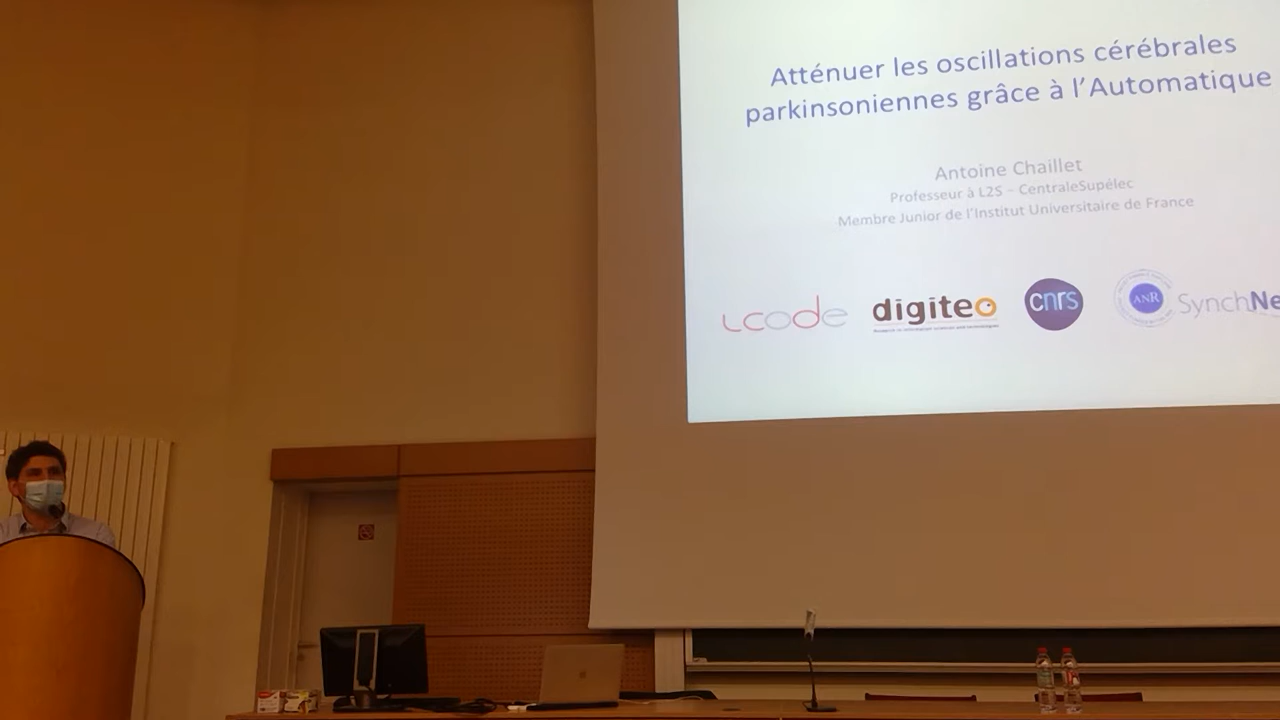 Atténuer les oscillations cérébrales
parkinsoniennes grâce à l'Automatique
Antoine Chaillet
Professeur à L2S - CentraleSupélec
Membre Junior de l'Institut Universitaire de France
Lcode
digiteo
cnrs
ANR
SynchNe